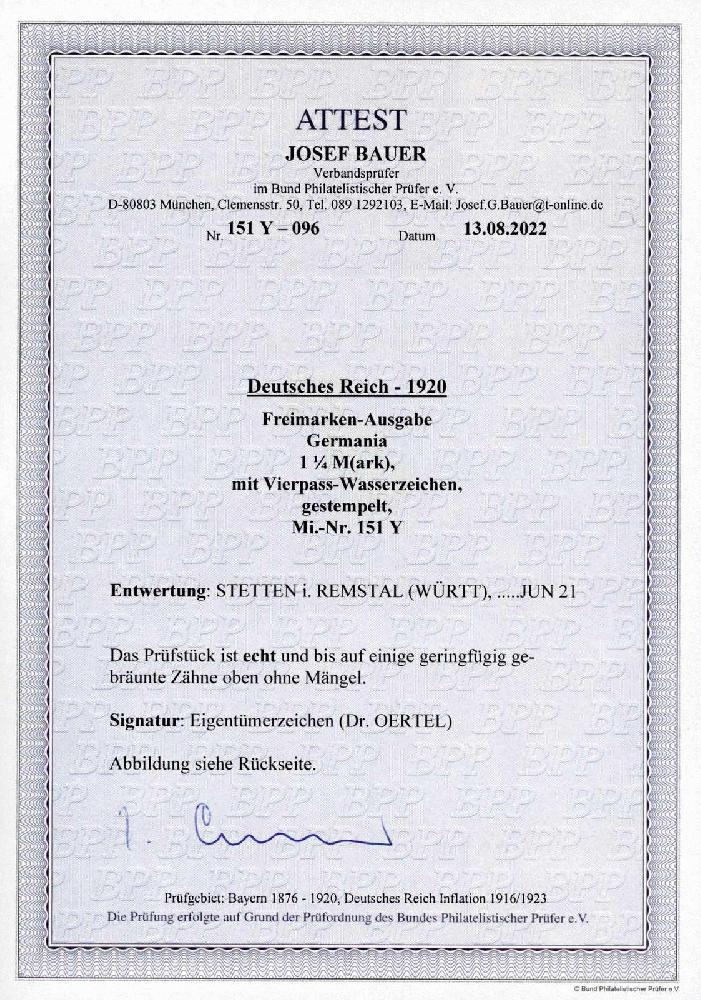 ATTEST
JOSEF BAUER
Verbandsprüfer
im Bund Philatelistischer Prüfer e. V.
D-80803 München, Clemensstr. 50, Tel. 089 1292103, E-Mail: Josef.G.Bauer@t-online.de
Nr. 151 Y – 096 Datum 13.08.2022
Deutsches Reich - 1920
Freimarken-Ausgabe
Germania
1 ¼ M(ark),
mit Vierpass-Wasserzeichen,
gestempelt,
Mi.-Nr. 151 Y
Entwertung: STETTEN i. REMSTAL (WÜRTT), .....JUN 21
Das Prüfstück ist echt und bis auf einige geringfügig ge-
bräunte Zähne oben ohne Mängel.
Signatur: Eigentümerzeichen (Dr. OERTEL)
Abbildung siehe Rückseite.
Prüfgebiet: Bayern 1876 - 1920, Deutsches Reich Inflation 1916/1923
Die Prüfung erfolgte auf Grund der Prüfordnung des Bundes Philatelistischer Prüfer e.V.
© Bund Philatelistischer Prüfer e.V.